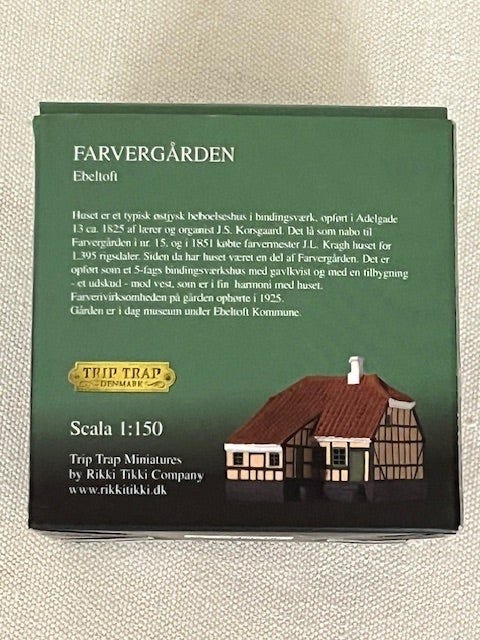 FARVERGÅRDEN
Ebeltoft
Huset er et typisk østjysk beboelseshus i bindingsværk, opført i Adelgade
13 ca. 1825 af lærer og organist J.S. Korsgaard. Det lå som nabo til
Farvergården i nr. 15, og i 1851 købte farvermester J.L. Kragh huset for
1.395 rigsdaler. Siden da har huset været en del af Farvergården. Det er
opført som et 5-fags bindingsværkshus med gavlkvist og med en tilbygning
- et udskud - mod vest, som er i fin harmoni med huset.
Farverivirksomheden på gården ophørte i 1925.
Gården er i dag museum under Ebeltoft Kommune.
TRIP TRAP
DENMARK
Scala 1:150
Trip Trap Miniatures
by Rikki Tikki Company
www.rikkitikki.dk